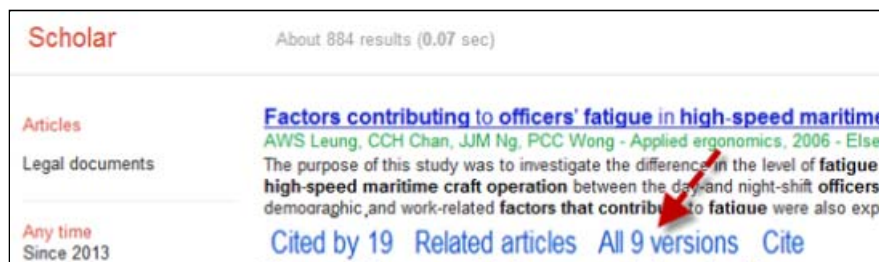 Scholar
About 884 results (0.07 sec)
Articles
Legal documents
Any time
Since 2013
Factors contributing to officers' fatigue in high-speed maritime
AWS Leung, CCH Chan, JJM Ng, PCC Wong - Applied ergonomics, 2006 - Else
The purpose of this study was to investigate the difference in the level of fatigue
high-speed maritime craft operation between the day-and night-shift officers
demographic and work-related factors that contribu to fatigue were also exp
Cited by 19 Related articles All 9 versions Cite